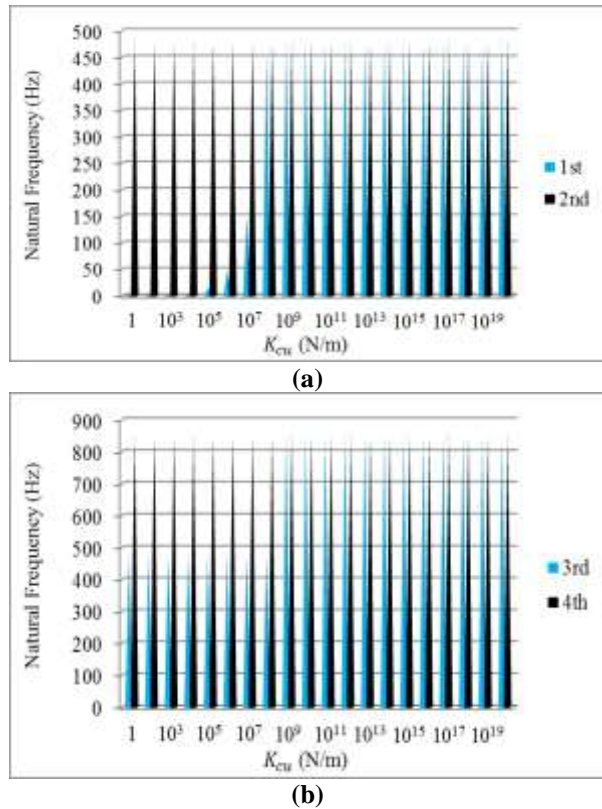 500
450
400
350
300
250
200
150
100
50
0
Natural Frequency (Hz)
1st
2nd
1 10³ 10⁵ 10⁷ 10⁹ 10¹¹ 10¹³ 10¹⁵ 10¹⁷ 10¹⁹
K_cu (N/m)
(a)
900
800
700
600
500
400
300
200
100
0
Natural Frequency (Hz)
3rd
4th
1 10³ 10⁵ 10⁷ 10⁹ 10¹¹ 10¹³ 10¹⁵ 10¹⁷ 10¹⁹
K_cu (N/m)
(b)